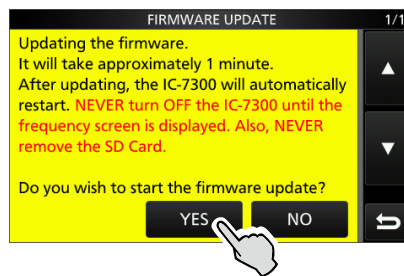 FIRMWARE UPDATE 1/1
Updating the firmware.
It will take approximately 1 minute.
After updating, the IC-7300 will automatically
restart. NEVER turn OFF the IC-7300 until the
frequency screen is displayed. Also, NEVER
remove the SD Card.
Do you wish to start the firmware update?
YES NO